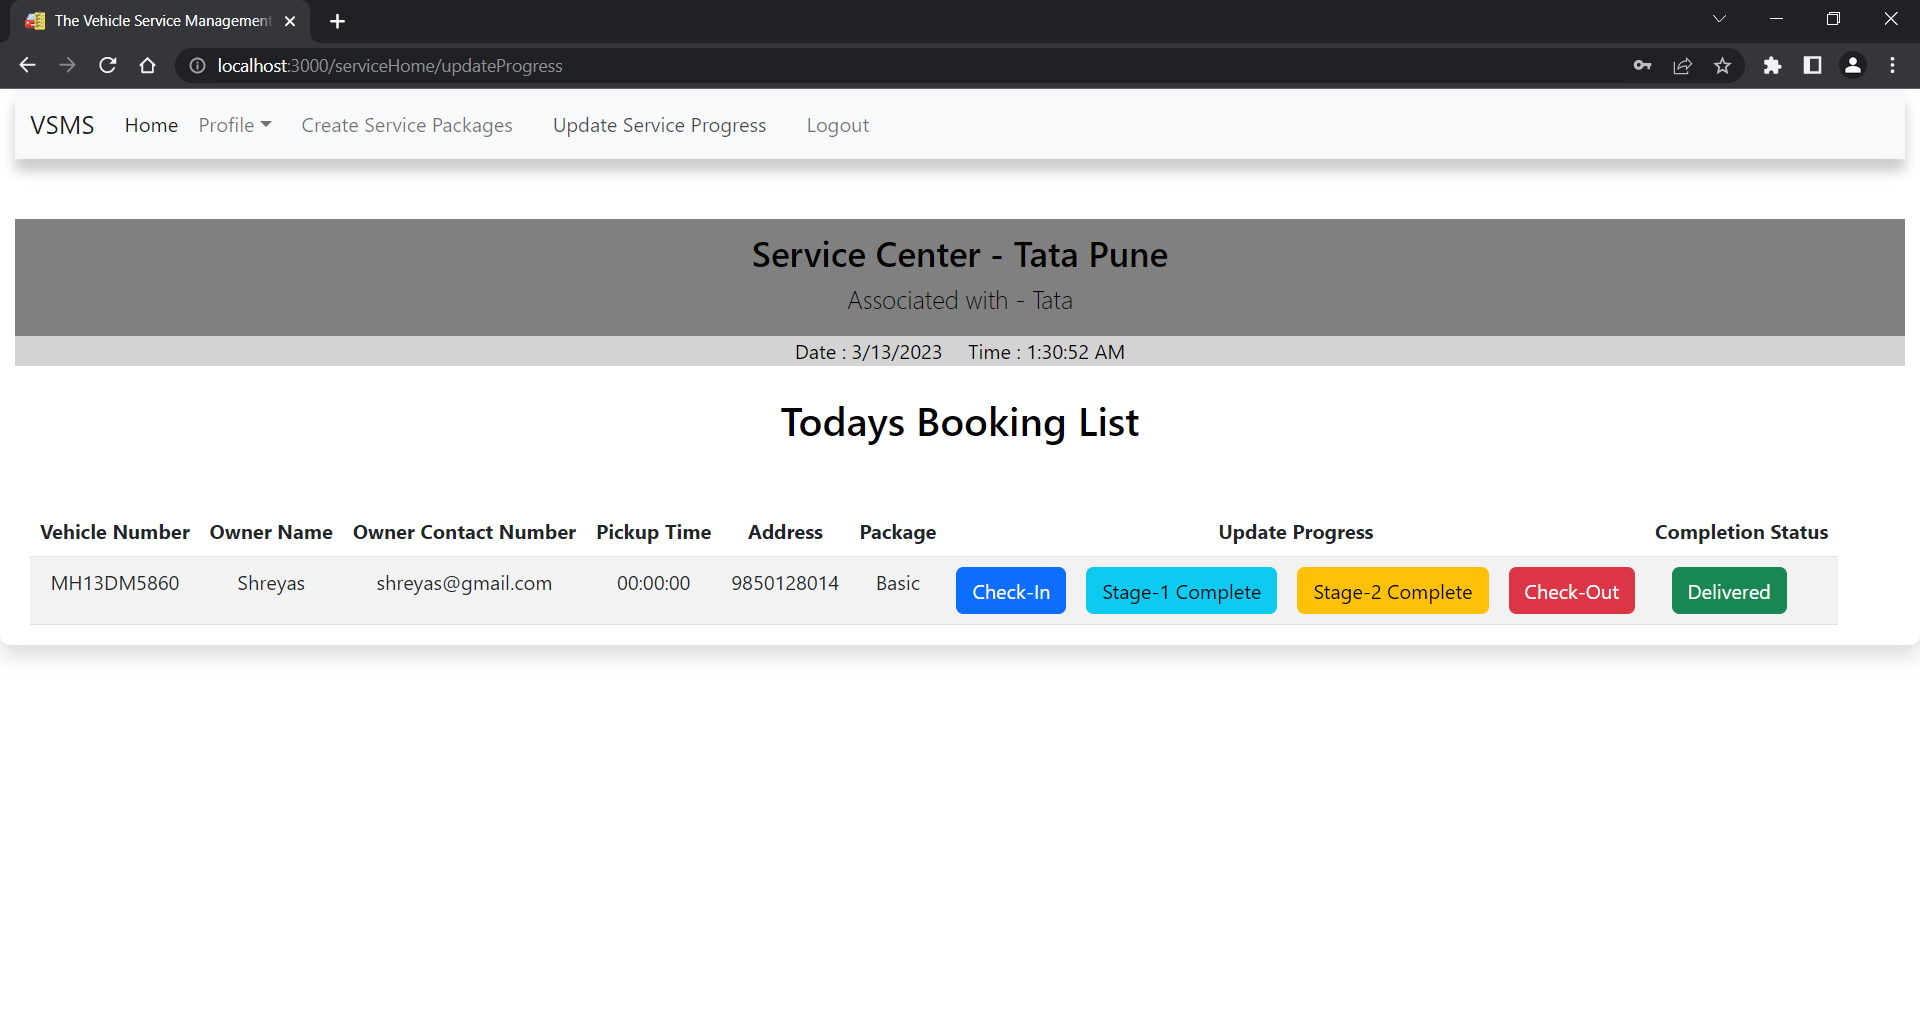 The Vehicle Service Management
localhost:3000/serviceHome/updateProgress
VSMS Home Profile Create Service Packages Update Service Progress Logout
Service Center - Tata Pune
Associated with - Tata
Date : 3/13/2023 Time : 1:30:52 AM
Todays Booking List
Vehicle Number Owner Name Owner Contact Number Pickup Time Address Package Update Progress Completion Status
MH13DM5860 Shreyas shreyas@gmail.com 00:00:00 9850128014 Basic Check-In Stage-1 Complete Stage-2 Complete Check-Out Delivered